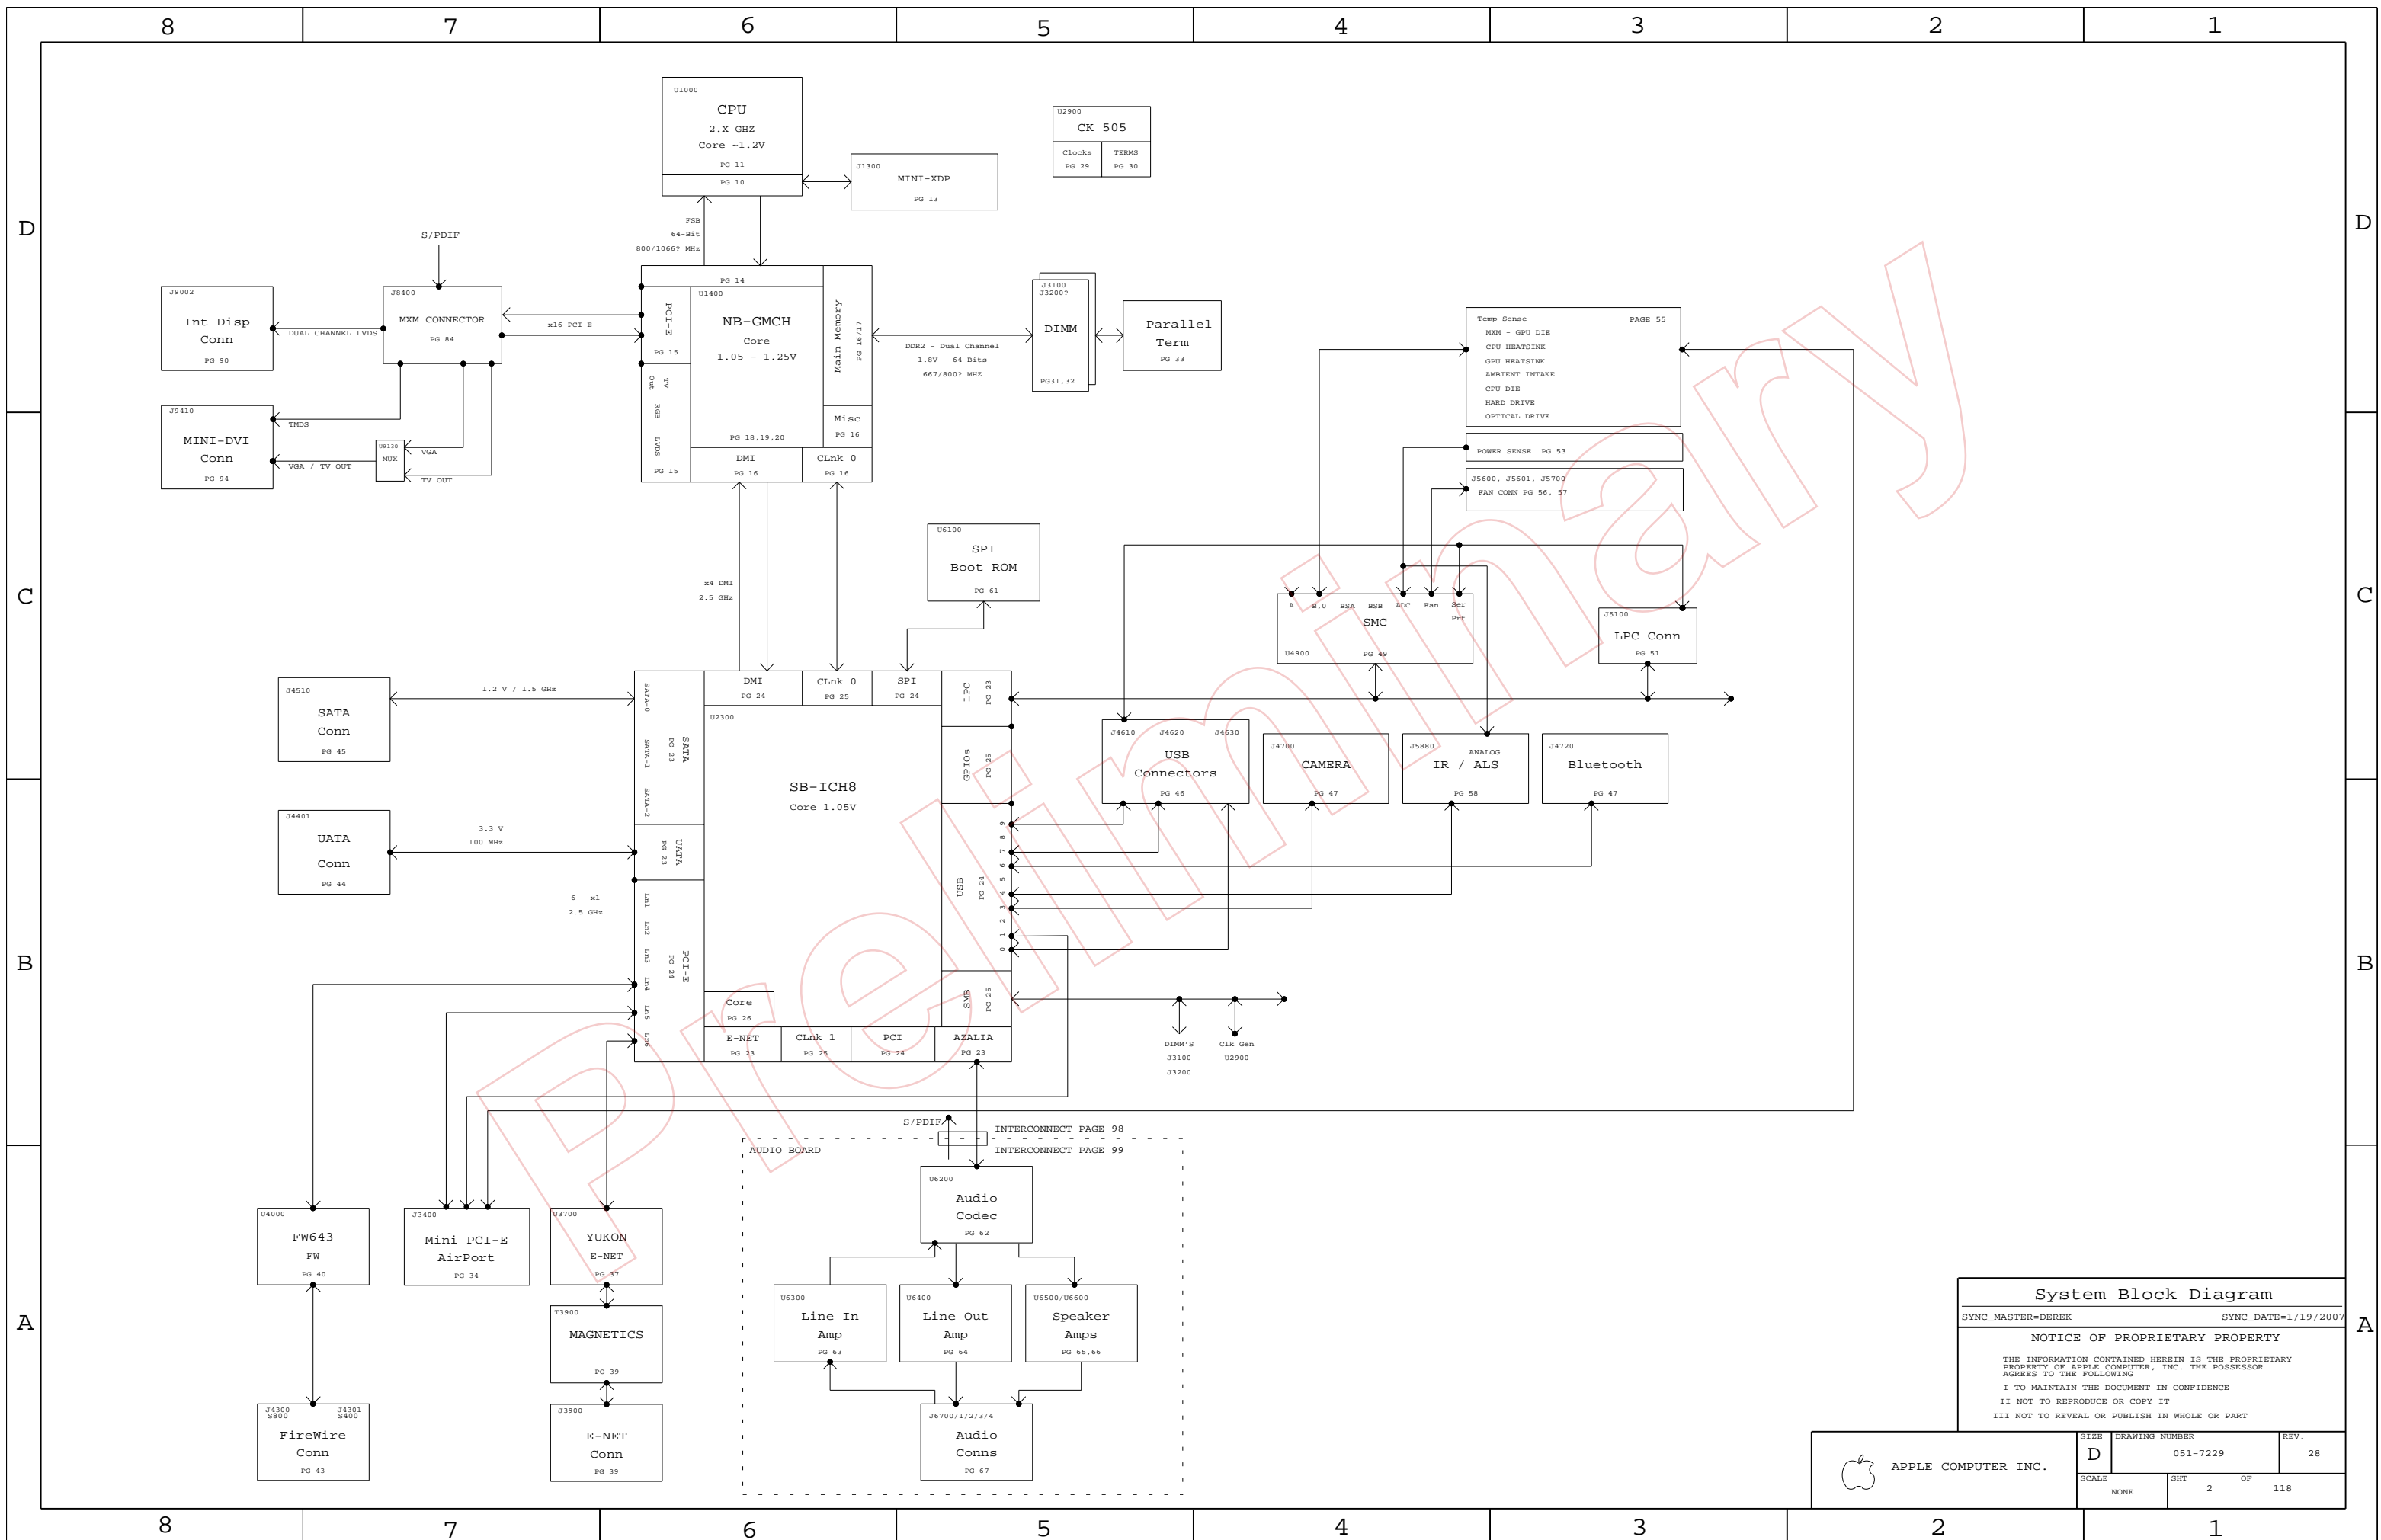 8 7 6 5 4 3 2 1
D D
C C
B B
A A
U1000
CPU
2.X GHZ
Core ~1.2V
PG 11
PG 10
U2900
CK 505
Clocks
PG 29
TERMS
PG 30
J1300
MINI-XDP
PG 13
FSB
64-Bit
800/1066? MHz
S/PDIF
J9002
Int Disp
Conn
PG 90
DUAL CHANNEL LVDS
J8400
MXM CONNECTOR
PG 84
x16 PCI-E
PG 14
U1400
NB-GMCH
Core
1.05 - 1.25V
PG 18,19,20
PCI-E
PG 15
TV
Out
RGB
LVDS
PG 15
Main Memory
PG 16/17
Misc
PG 16
DMI
PG 16
CLnk 0
PG 16
DDR2 - Dual Channel
1.8V - 64 Bits
667/800? MHZ
J3100
J3200?
DIMM
PG31,32
Parallel
Term
PG 33
Temp Sense PAGE 55
MXM - GPU DIE
CPU HEATSINK
GPU HEATSINK
AMBIENT INTAKE
CPU DIE
HARD DRIVE
OPTICAL DRIVE
POWER SENSE PG 53
J5600, J5601, J5700
FAN CONN PG 56, 57
J9410
MINI-DVI
Conn
PG 94
TMDS
VGA / TV OUT
U9130
MUX
VGA
TV OUT
x4 DMI
2.5 GHz
U6100
SPI
Boot ROM
PG 61
A B,0 BSA BSB ADC Fan Ser
Prt
SMC
U4900 PG 49
J5100
LPC Conn
PG 51
J4510
SATA
Conn
PG 45
1.2 V / 1.5 GHz
J4401
UATA
Conn
PG 44
3.3 V
100 MHz
6 - x1
2.5 GHz
SATA-0
SATA-1
SATA-2
SATA
PG 23
UATA
PG 23
Ln1
Ln2
Ln3
Ln4
Ln5
Ln6
PCI-E
PG 24
DMI
PG 24
CLnk 0
PG 25
SPI
PG 24
LPC
PG 23
U2300
SB-ICH8
Core 1.05V
GPIOs
PG 25
USB
PG 24
9
8
7
6
5
4
3
2
1
0
SMB
PG 25
Core
PG 26
E-NET
PG 23
CLnk 1
PG 25
PCI
PG 24
AZALIA
PG 23
J4610 J4620 J4630
USB
Connectors
PG 46
J4700
CAMERA
PG 47
J5880 ANALOG
IR / ALS
PG 58
J4720
Bluetooth
PG 47
DIMM'S
J3100
J3200
Clk Gen
U2900
S/PDIF
INTERCONNECT PAGE 98
AUDIO BOARD
INTERCONNECT PAGE 99
U6200
Audio
Codec
PG 62
U6300
Line In
Amp
PG 63
U6400
Line Out
Amp
PG 64
U6500/U6600
Speaker
Amps
PG 65,66
J6700/1/2/3/4
Audio
Conns
PG 67
U4000
FW643
FW
PG 40
J3400
Mini PCI-E
AirPort
PG 34
U3700
YUKON
E-NET
PG 37
T3900
MAGNETICS
PG 39
J3900
E-NET
Conn
PG 39
J4300 J4301
S800 S400
FireWire
Conn
PG 43
Preliminary
System Block Diagram
SYNC_MASTER=DEREK SYNC_DATE=1/19/2007
NOTICE OF PROPRIETARY PROPERTY
THE INFORMATION CONTAINED HEREIN IS THE PROPRIETARY
PROPERTY OF APPLE COMPUTER, INC. THE POSSESSOR
AGREES TO THE FOLLOWING
I TO MAINTAIN THE DOCUMENT IN CONFIDENCE
II NOT TO REPRODUCE OR COPY IT
III NOT TO REVEAL OR PUBLISH IN WHOLE OR PART
APPLE COMPUTER INC.
SIZE
D
DRAWING NUMBER
051-7229
REV.
28
SCALE
NONE
SHT OF
2 118
8 7 6 5 4 3 2 1